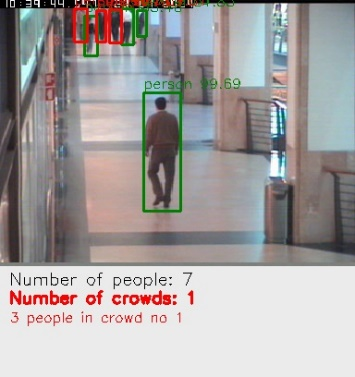 person 99.69
Number of people: 7
Number of crowds: 1
3 people in crowd no 1